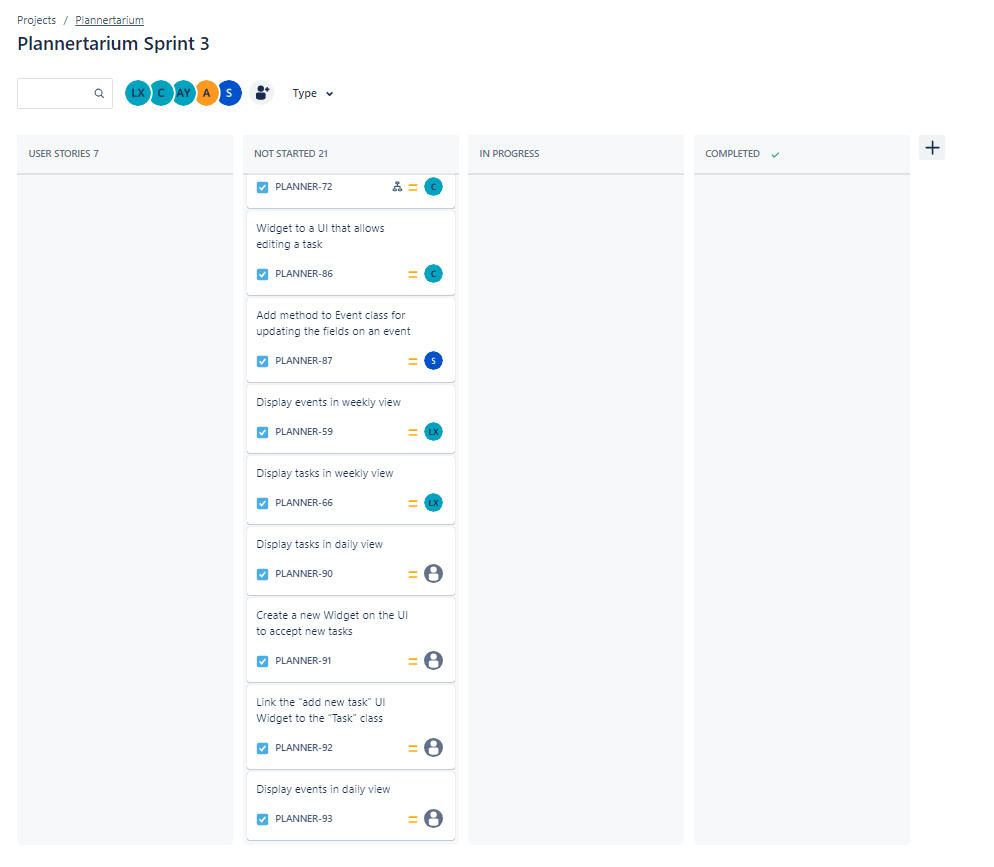 Projects / Plannertarium
Plannertarium Sprint 3
LX C AY A S
Type
USER STORIES 7
NOT STARTED 21
IN PROGRESS
COMPLETED
PLANNER-72
C
Widget to a UI that allows
editing a task
PLANNER-86
C
Add method to Event class for
updating the fields on an event
PLANNER-87
S
Display events in weekly view
PLANNER-59
LX
Display tasks in weekly view
PLANNER-66
LX
Display tasks in daily view
PLANNER-90
Create a new Widget on the UI
to accept new tasks
PLANNER-91
Link the “add new task” UI
Widget to the “Task” class
PLANNER-92
Display events in daily view
PLANNER-93